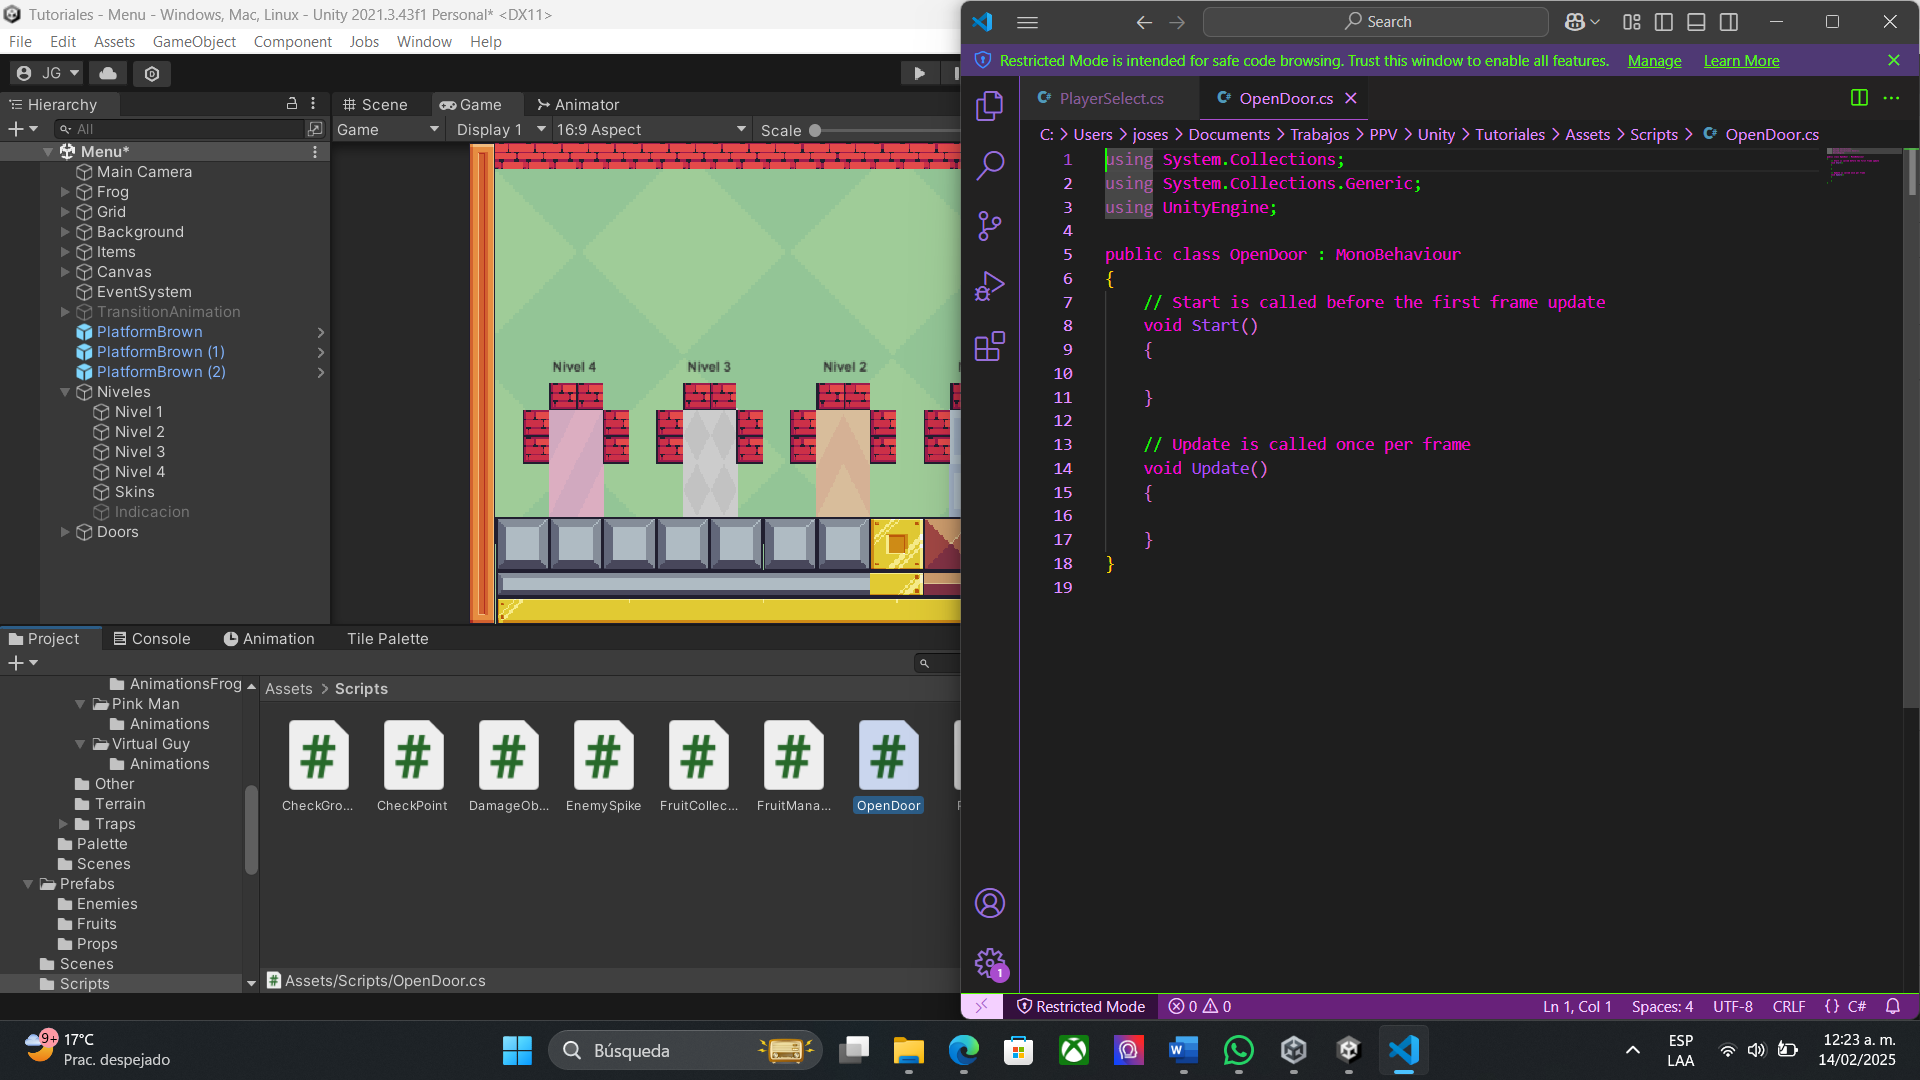 Tutoriales - Menu - Windows, Mac, Linux - Unity 2021.3.43f1 Personal* <DX11>
File Edit Assets GameObject Component Jobs Window Help
JG
Hierarchy
All
Menu*
Main Camera
Frog
Grid
Background
Items
Canvas
EventSystem
TransitionAnimation
PlatformBrown
PlatformBrown (1)
PlatformBrown (2)
Niveles
Nivel 1
Nivel 2
Nivel 3
Nivel 4
Skins
Indicacion
Doors
Scene Game Animator
Game Display 1 16:9 Aspect Scale
Nivel 4 Nivel 3 Nivel 2
Project Console Animation Tile Palette
AnimationsFrog
Pink Man
Animations
Virtual Guy
Animations
Other
Terrain
Traps
Palette
Scenes
Prefabs
Enemies
Fruits
Props
Scenes
Scripts
Assets > Scripts
CheckGro... CheckPoint DamageOb... EnemySpike FruitCollec... FruitMana... OpenDoor
Assets/Scripts/OpenDoor.cs
Search
Restricted Mode is intended for safe code browsing. Trust this window to enable all features. Manage Learn More
PlayerSelect.cs OpenDoor.cs
C: > Users > joses > Documents > Trabajos > PPV > Unity > Tutoriales > Assets > Scripts > OpenDoor.cs
1 using System.Collections;
2 using System.Collections.Generic;
3 using UnityEngine;
4
5 public class OpenDoor : MonoBehaviour
6 {
7 // Start is called before the first frame update
8 void Start()
9 {
10
11 }
12
13 // Update is called once per frame
14 void Update()
15 {
16
17 }
18 }
19
1
Restricted Mode 0 0 Ln 1, Col 1 Spaces: 4 UTF-8 CRLF {} C#
9+
17°C
Prac. despejado
Búsqueda
ESP
LAA
12:23 a. m.
14/02/2025